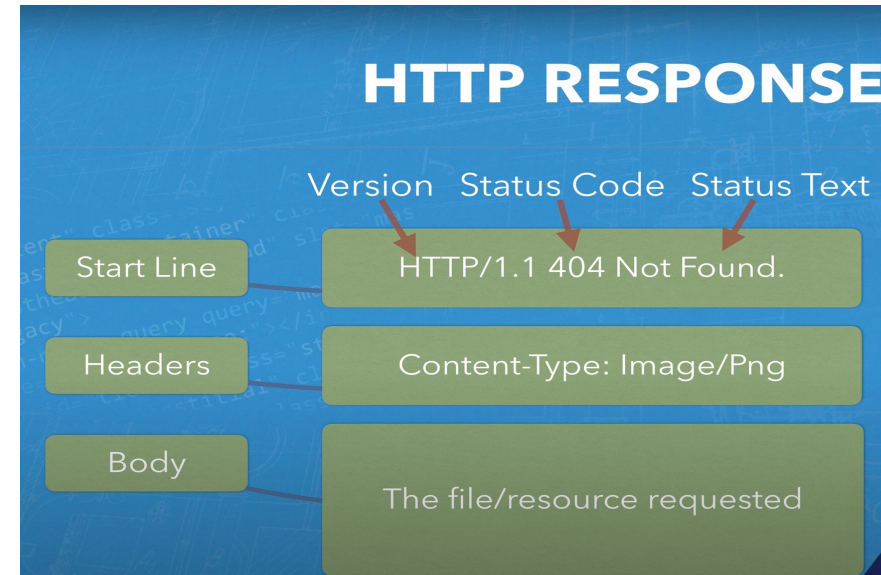 HTTP RESPONSE
Version Status Code Status Text
Start Line
HTTP/1.1 404 Not Found.
Headers
Content-Type: Image/Png
Body
The file/resource requested